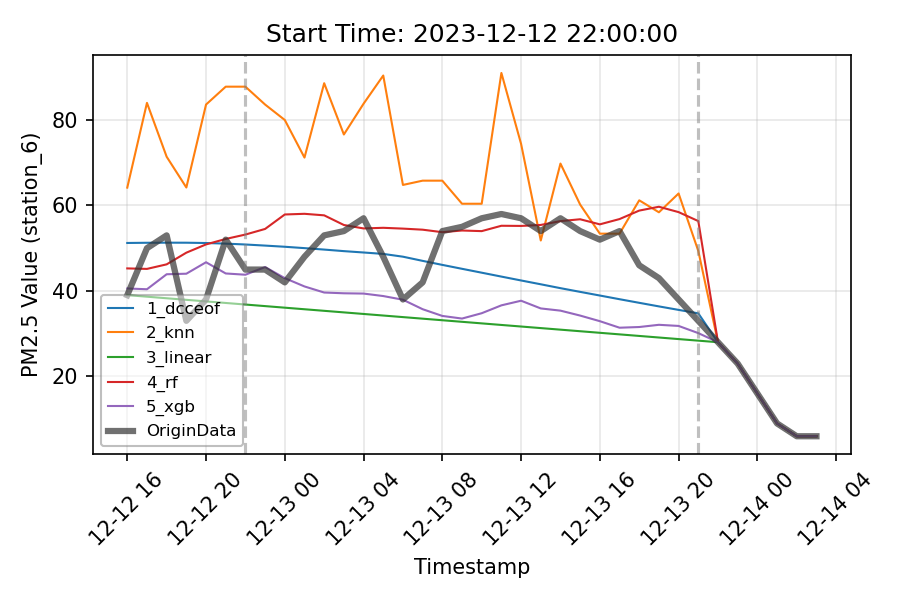 Start Time: 2023-12-12 22:00:00
PM2.5 Value (station_6)
80
60
40
20
1_dcceof
2_knn
3_linear
4_rf
5_xgb
OriginData
12-12 16
12-12 20
12-13 00
12-13 04
12-13 08
12-13 12
12-13 16
12-13 20
12-14 00
12-14 04
Timestamp